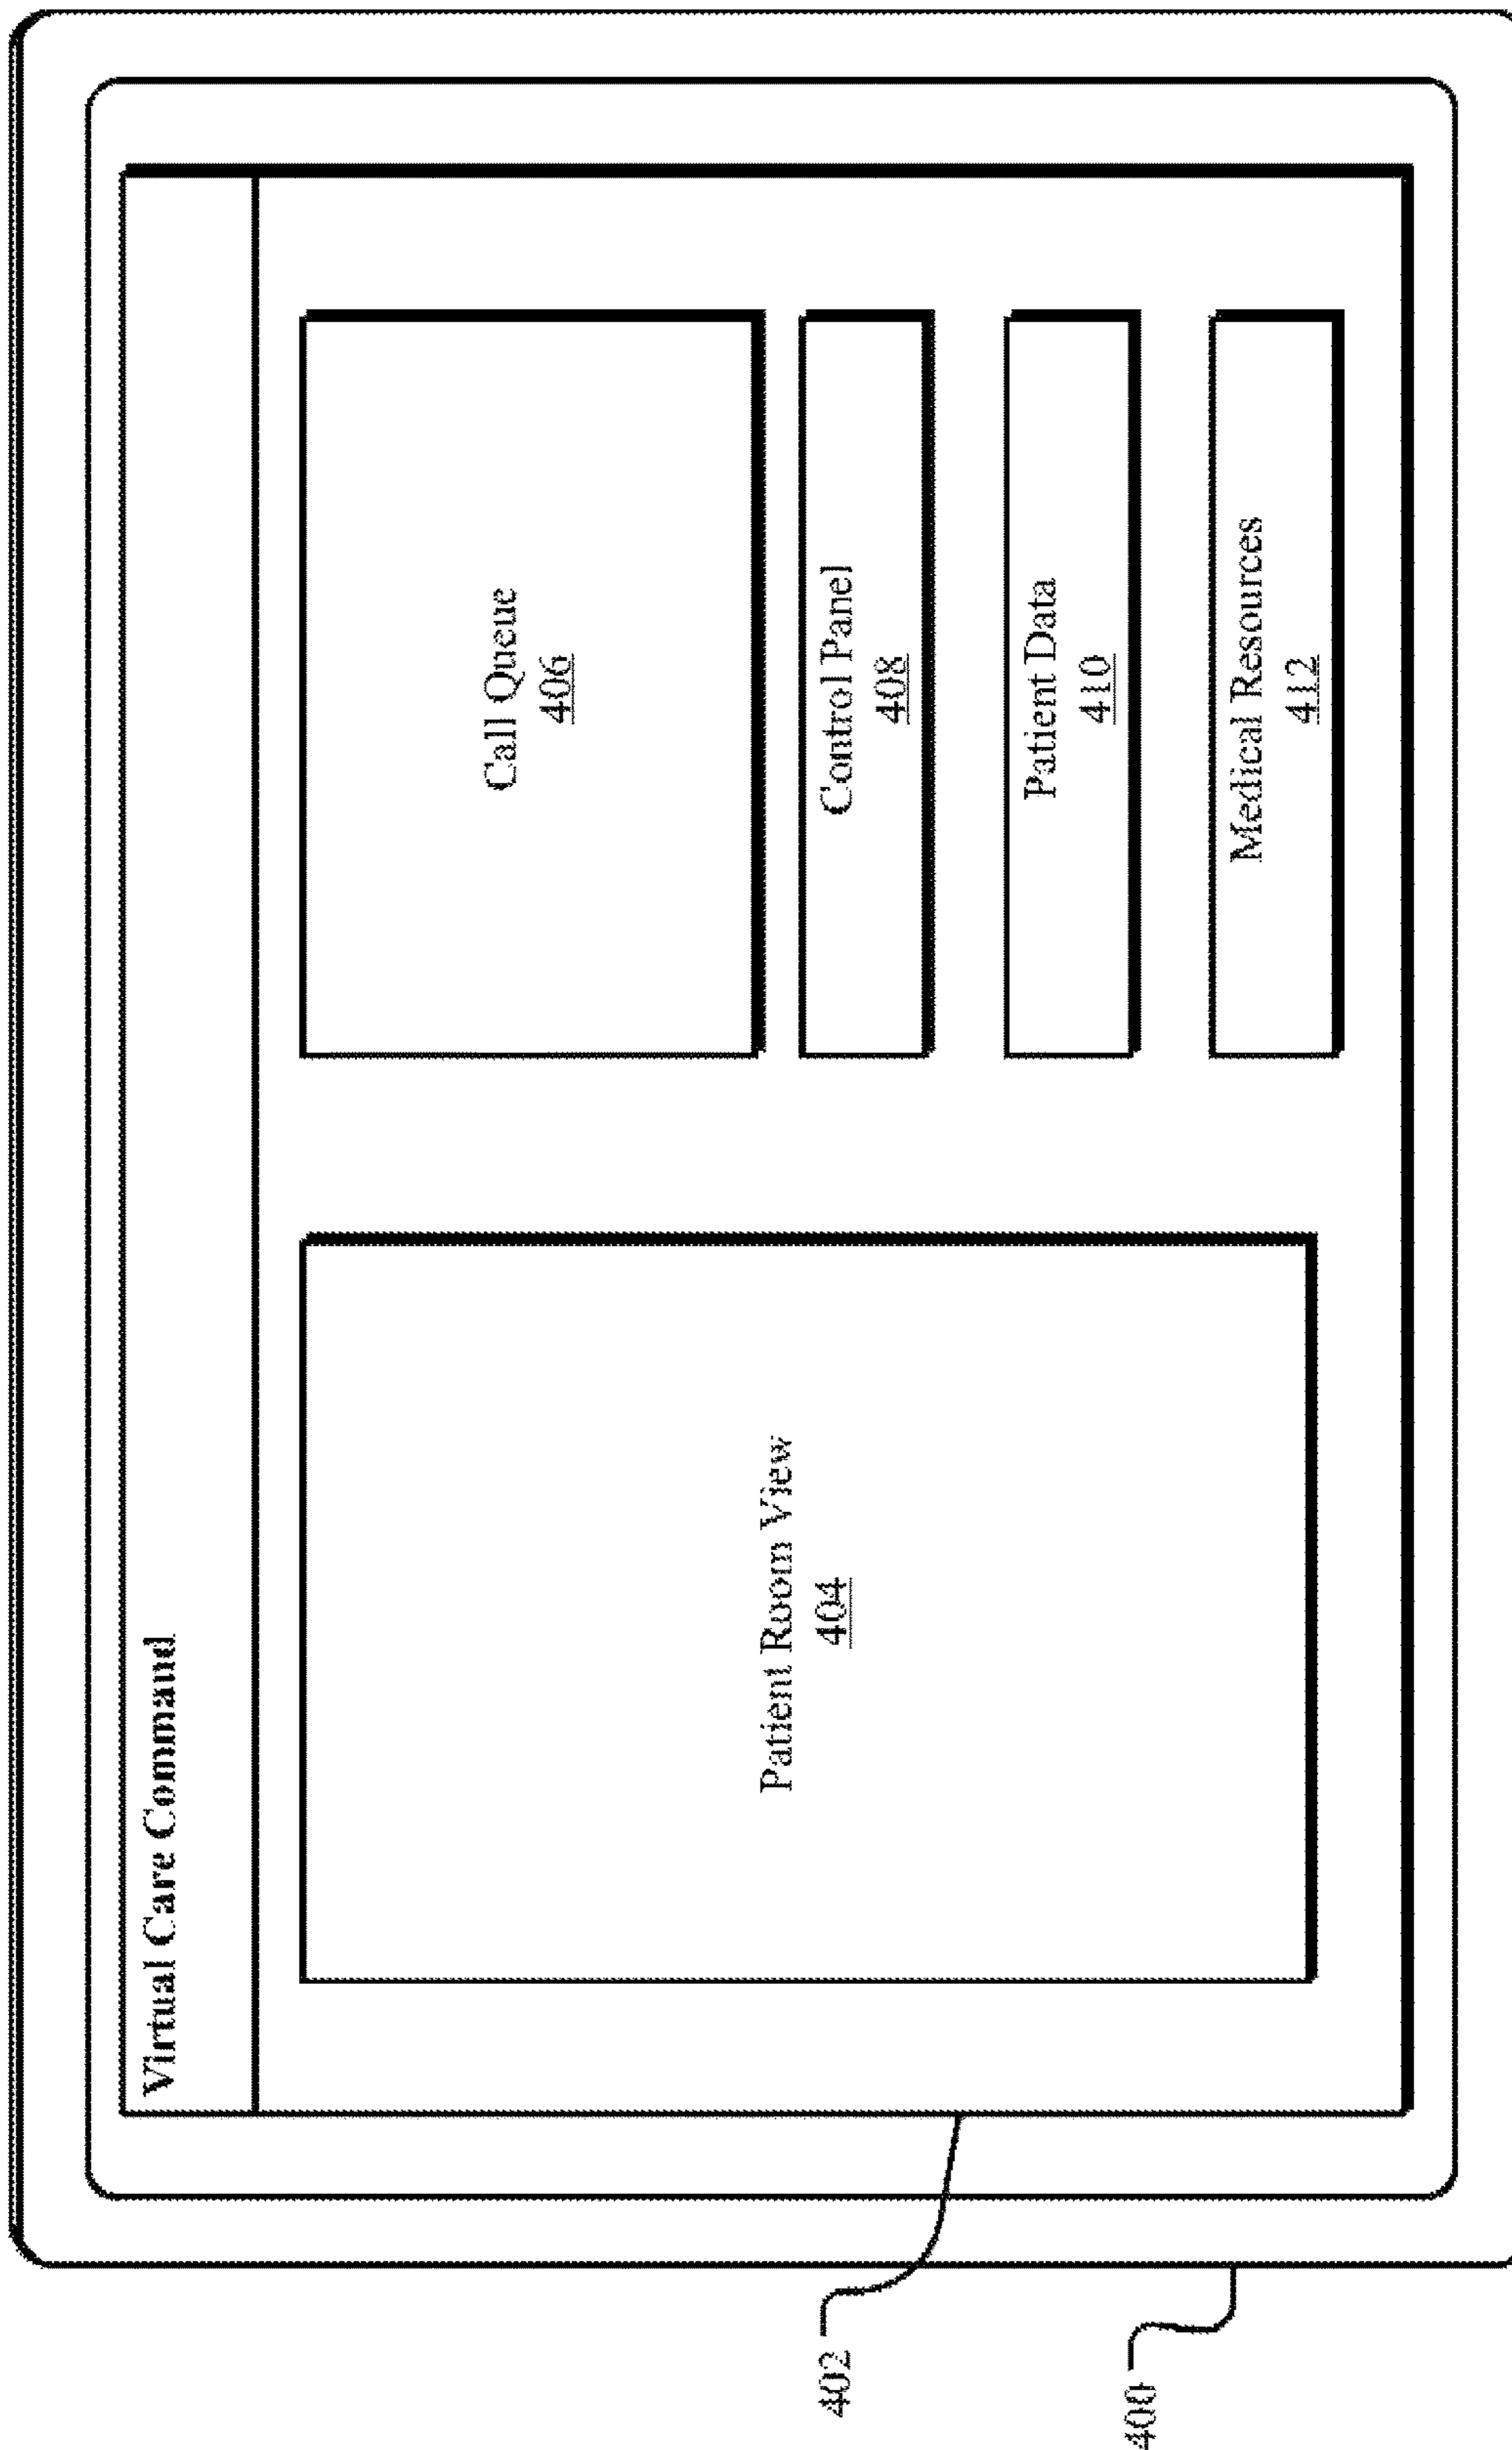 Virtual Care Command
Patient Room View
404
Call Queue
406
Control Panel
408
Patient Data
410
Medical Resources
412
402
400